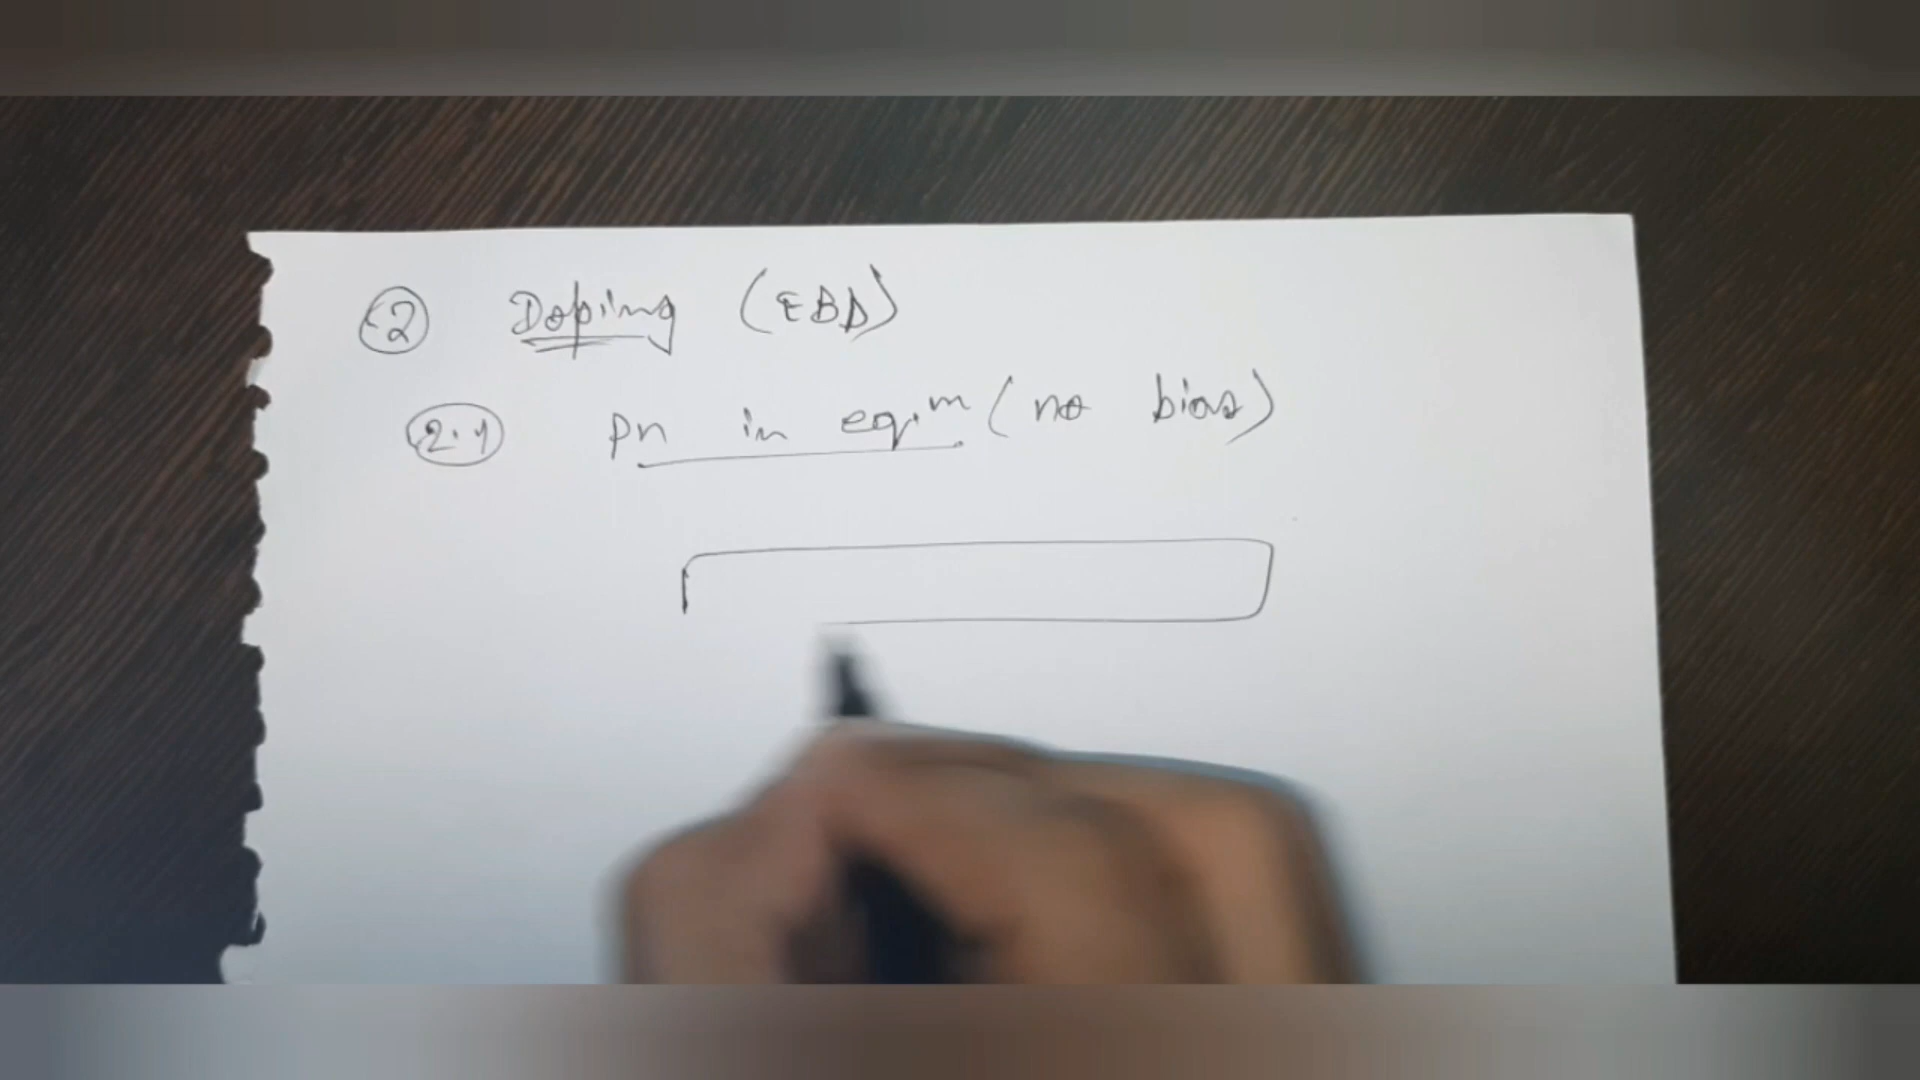 2 Doping (EBD)
2.1 pn in eqm (no bias)